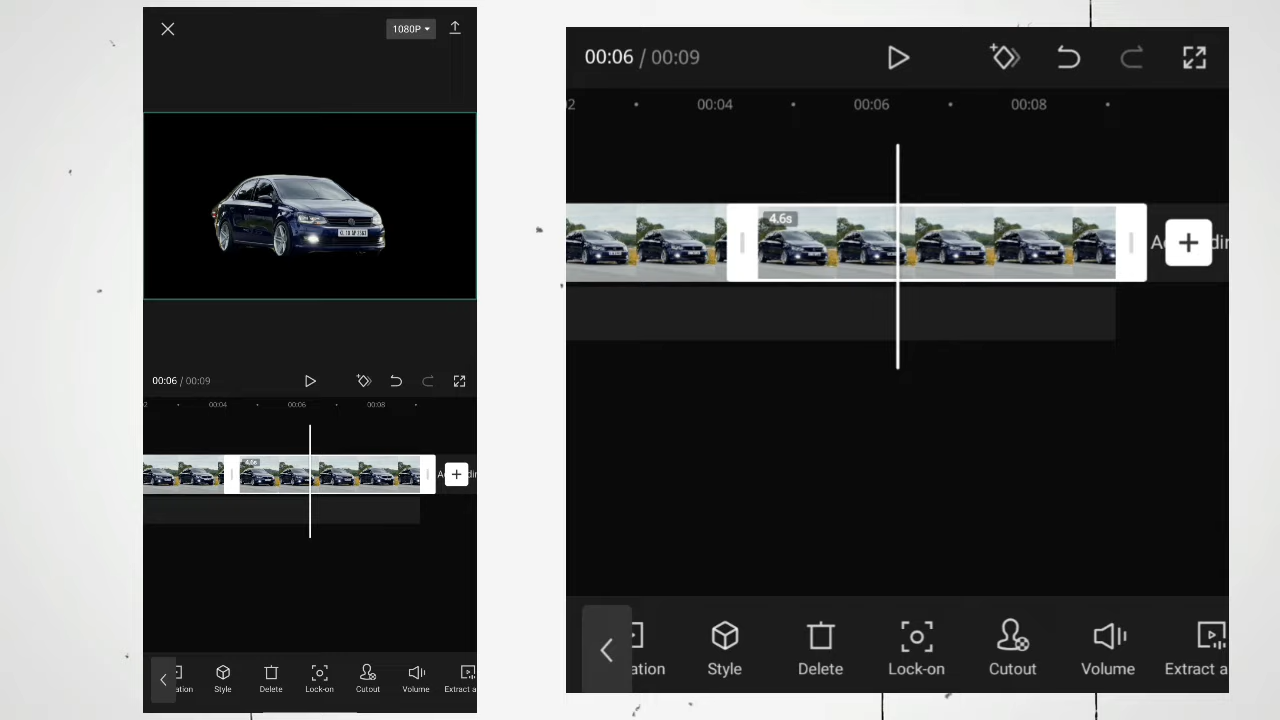 1080P
00:06 / 00:09
00:04
00:06
00:08
4.6s
Style
Delete
Lock-on
Cutout
Volume
Extract a
00:06 / 00:09
02
00:04
00:06
00:08
4.6s
ation
Style
Delete
Lock-on
Cutout
Volume
Extract a